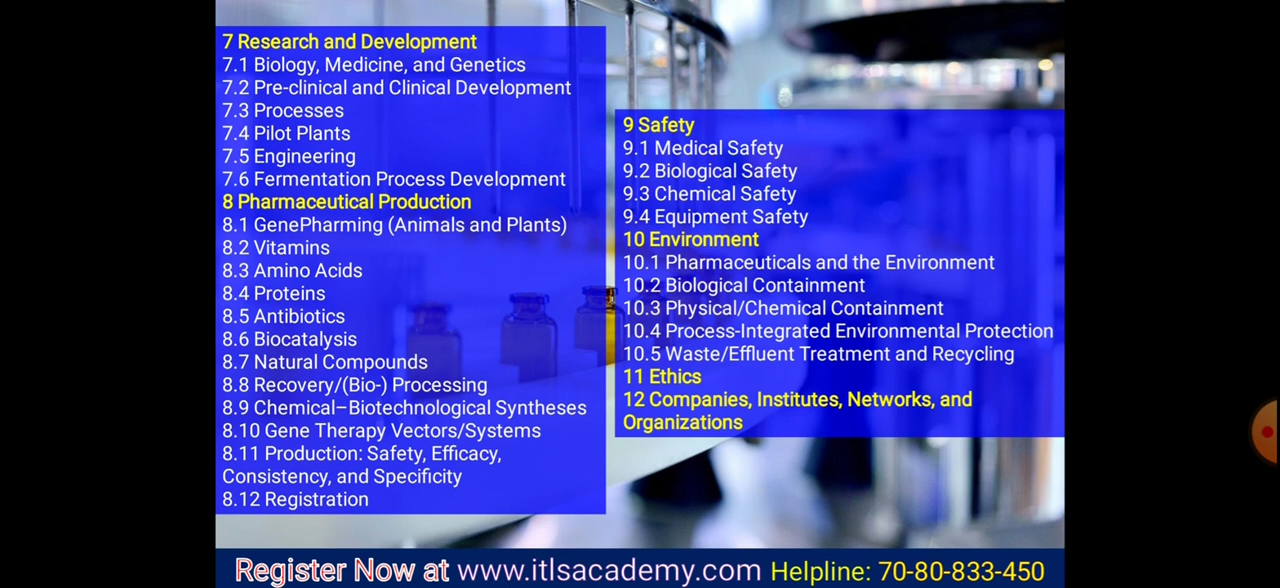 7 Research and Development
7.1 Biology, Medicine, and Genetics
7.2 Pre-clinical and Clinical Development
7.3 Processes
7.4 Pilot Plants
7.5 Engineering
7.6 Fermentation Process Development
8 Pharmaceutical Production
8.1 GenePharming (Animals and Plants)
8.2 Vitamins
8.3 Amino Acids
8.4 Proteins
8.5 Antibiotics
8.6 Biocatalysis
8.7 Natural Compounds
8.8 Recovery/(Bio-) Processing
8.9 Chemical–Biotechnological Syntheses
8.10 Gene Therapy Vectors/Systems
8.11 Production: Safety, Efficacy,
Consistency, and Specificity
8.12 Registration
9 Safety
9.1 Medical Safety
9.2 Biological Safety
9.3 Chemical Safety
9.4 Equipment Safety
10 Environment
10.1 Pharmaceuticals and the Environment
10.2 Biological Containment
10.3 Physical/Chemical Containment
10.4 Process-Integrated Environmental Protection
10.5 Waste/Effluent Treatment and Recycling
11 Ethics
12 Companies, Institutes, Networks, and
Organizations
Register Now at www.itlsacademy.com Helpline: 70-80-833-450